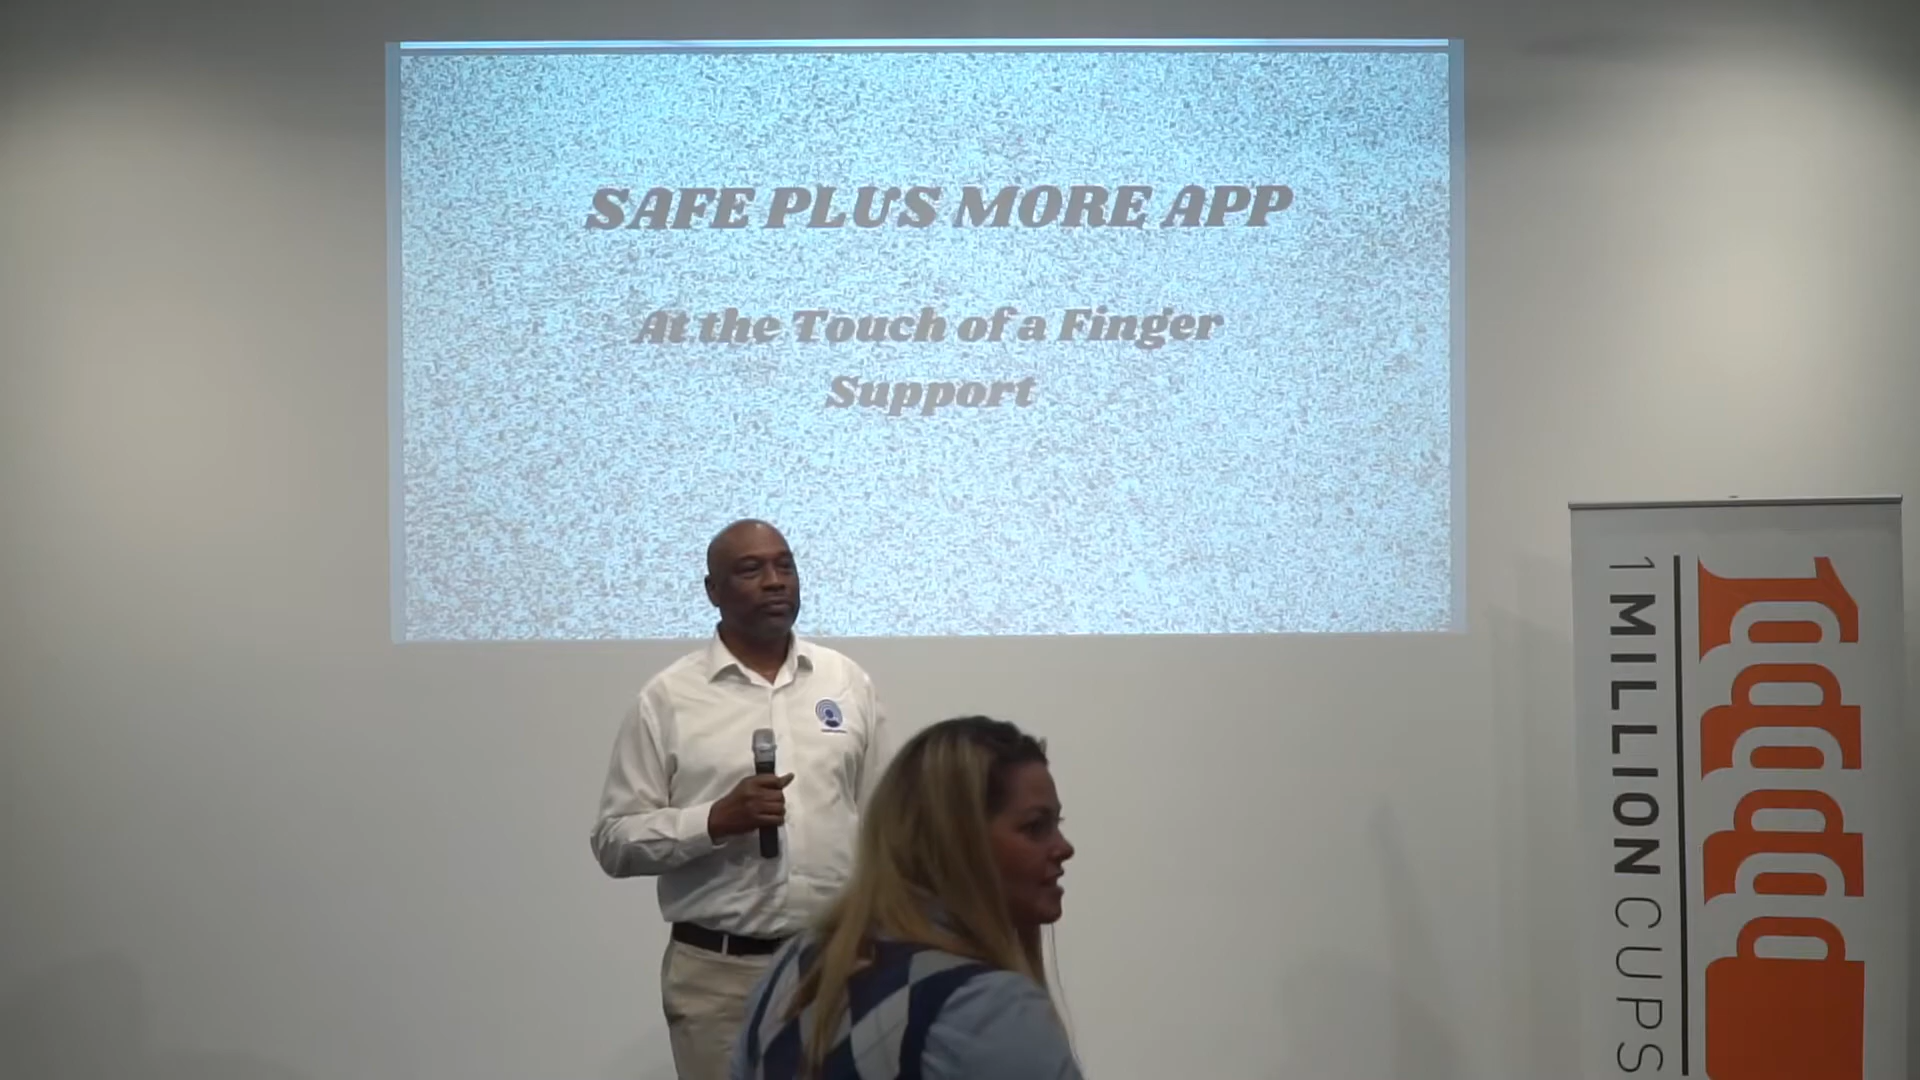 SAFE PLUS MORE APP
At the Touch of a Finger
Support
1 MILLION CUPS